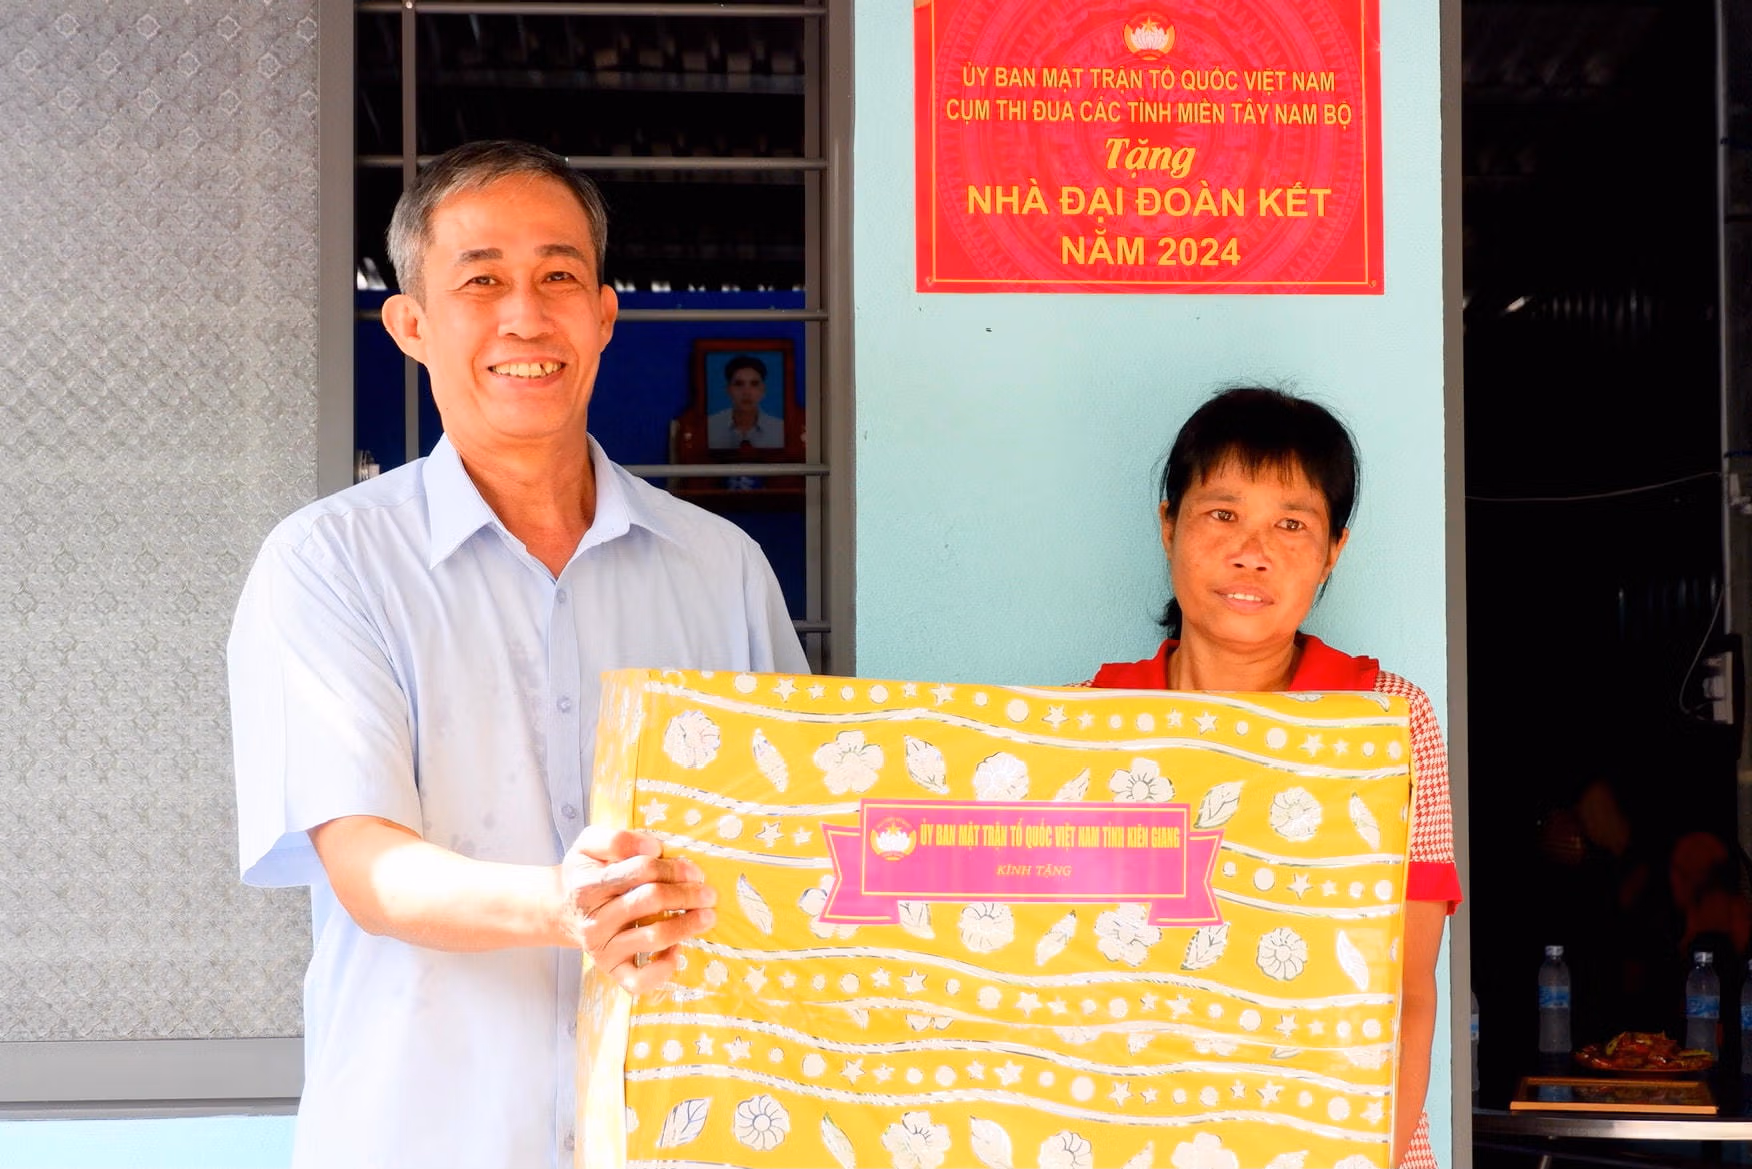 ỦY BAN MẶT TRẬN TỔ QUỐC VIỆT NAM
CỤM THI ĐUA CÁC TỈNH MIỀN TÂY NAM BỘ
Tặng
NHÀ ĐẠI ĐOÀN KẾT
NĂM 2024
ỦY BAN MẶT TRẬN TỔ QUỐC VIỆT NAM TỈNH KIÊN GIANG
KÍNH TẶNG